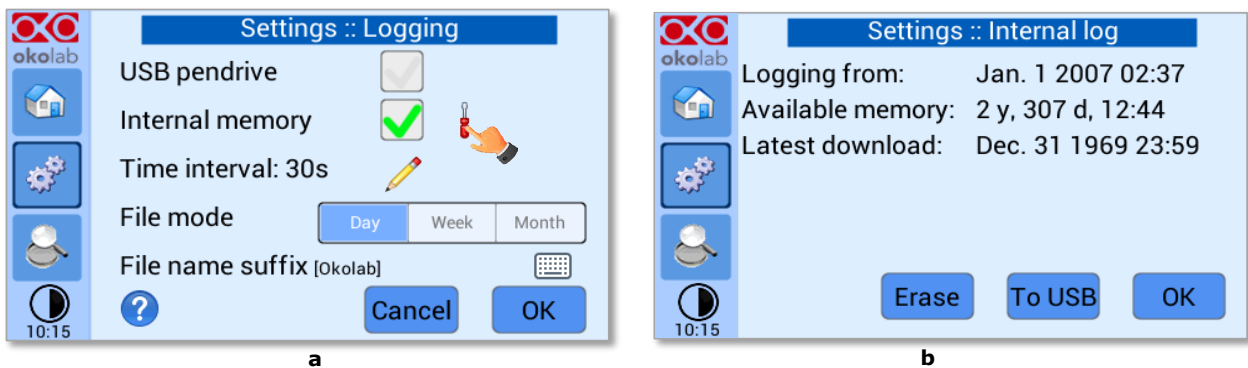 Settings :: Logging
okolab
USB pendrive
Internal memory
Time interval: 30s
File mode
Day
Week
Month
File name suffix [Okolab]
?
Cancel
OK
10:15
a
Settings :: Internal log
okolab
Logging from: Jan. 1 2007 02:37
Available memory: 2 y, 307 d, 12:44
Latest download: Dec. 31 1969 23:59
Erase
To USB
OK
10:15
b